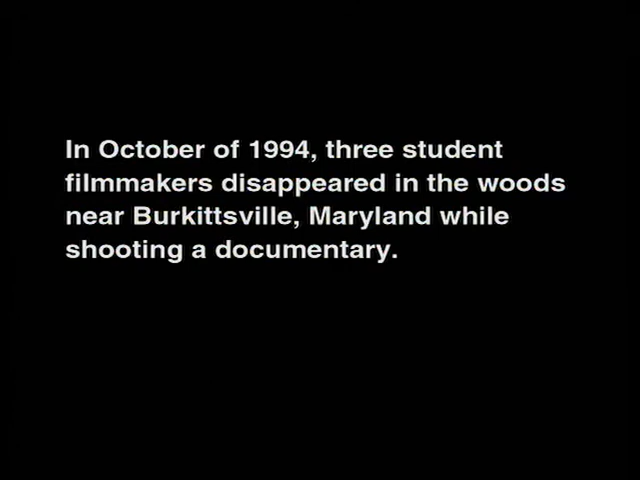 In October of 1994, three student
filmmakers disappeared in the woods
near Burkittsville, Maryland while
shooting a documentary.